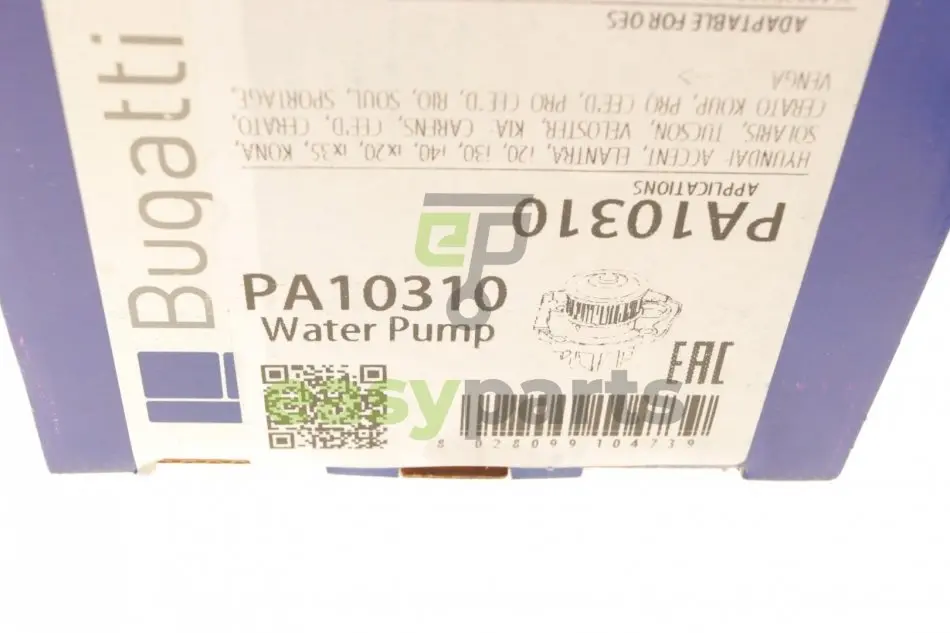 Bugatti
ADAPTABLE FOR OES
PA10310
APPLICATIONS
HYUNDAI: ACCENT, ELANTRA, i20, i30, i40, ix20, ix35, KONA,
SOLARIS, TUCSON, VELOSTER, KIA: CARENS, CEE'D, CERATO,
CERATO KOUP, PRO CEE'D, PRO CEE'D, RIO, SOUL, SPORTAGE,
VENGA
PA10310
Water Pump
EAC
8 028099 104739
easyparts